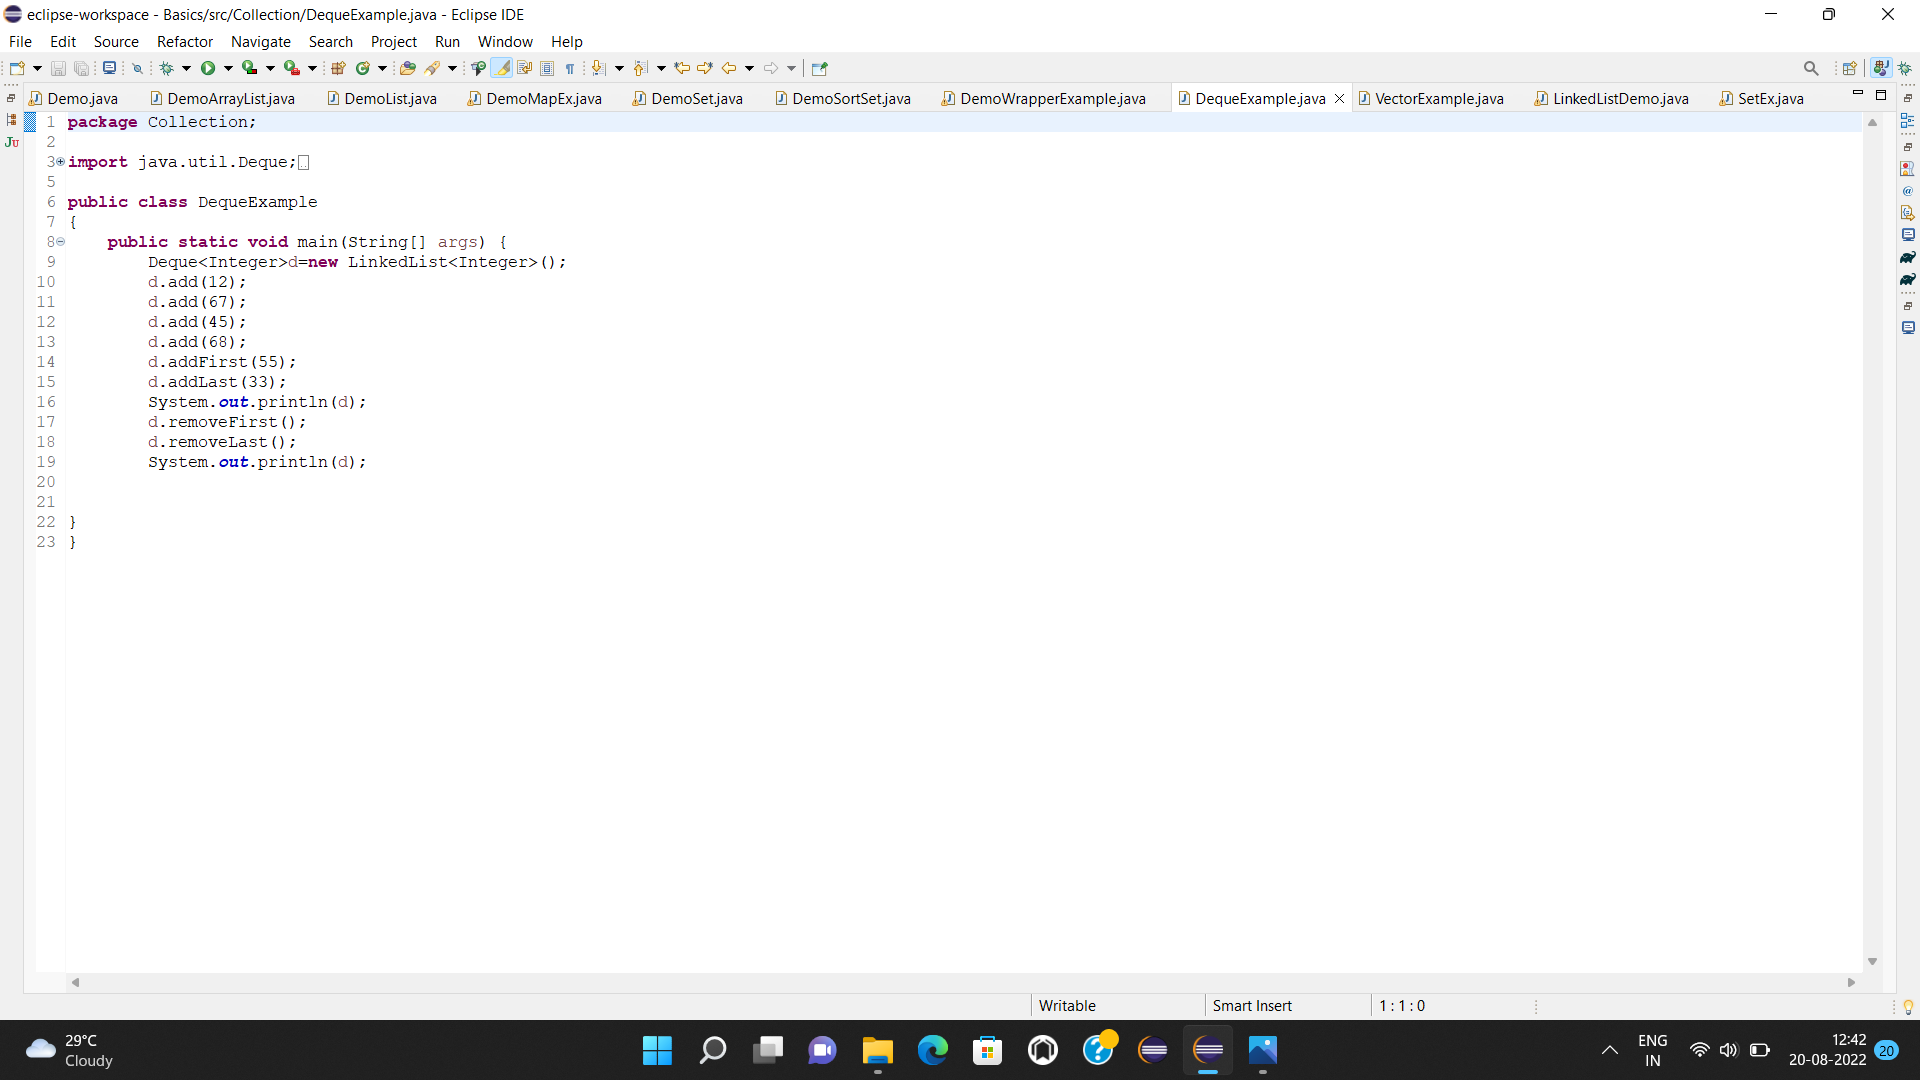 eclipse-workspace - Basics/src/Collection/DequeExample.java - Eclipse IDE
File Edit Source Refactor Navigate Search Project Run Window Help
Demo.java DemoArrayList.java DemoList.java DemoMapEx.java DemoSet.java DemoSortSet.java DemoWrapperExample.java DequeExample.java VectorExample.java LinkedListDemo.java SetEx.java
1 package Collection;
2
3 import java.util.Deque;
5
6 public class DequeExample
7 {
8 public static void main(String[] args) {
9 Deque<Integer>d=new LinkedList<Integer>();
10 d.add(12);
11 d.add(67);
12 d.add(45);
13 d.add(68);
14 d.addFirst(55);
15 d.addLast(33);
16 System.out.println(d);
17 d.removeFirst();
18 d.removeLast();
19 System.out.println(d);
20
21
22 }
23 }
Writable Smart Insert 1 : 1 : 0
29°C
Cloudy
ENG
IN
12:42
20-08-2022
20